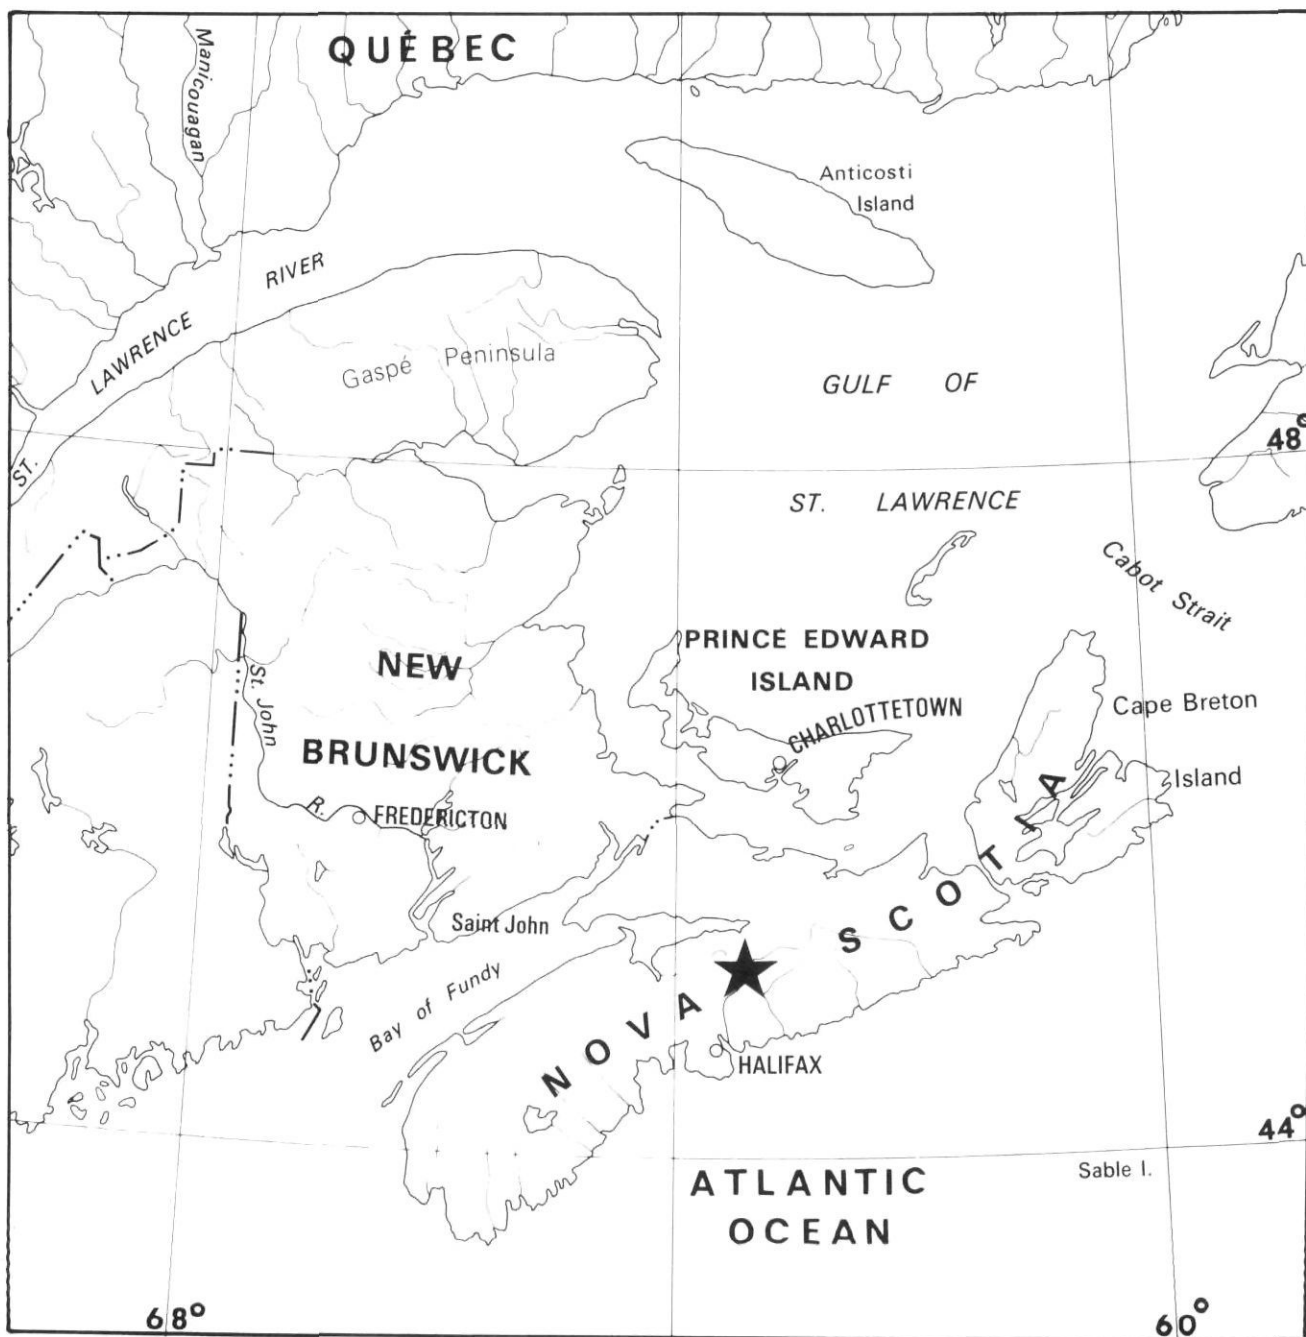 QUÉBEC
Manicouagan
Anticosti
Island
ST. LAWRENCE RIVER
Gaspé Peninsula
GULF OF
48°
ST. LAWRENCE
Cabot Strait
PRINCE EDWARD
ISLAND
NEW
BRUNSWICK
St. John
R.
CHARLOTTETOWN
Cape Breton
Island
FREDERICTON
Saint John
Bay of Fundy
NOVA SCOTIA
HALIFAX
44°
Sable I.
ATLANTIC
OCEAN
68°
60°